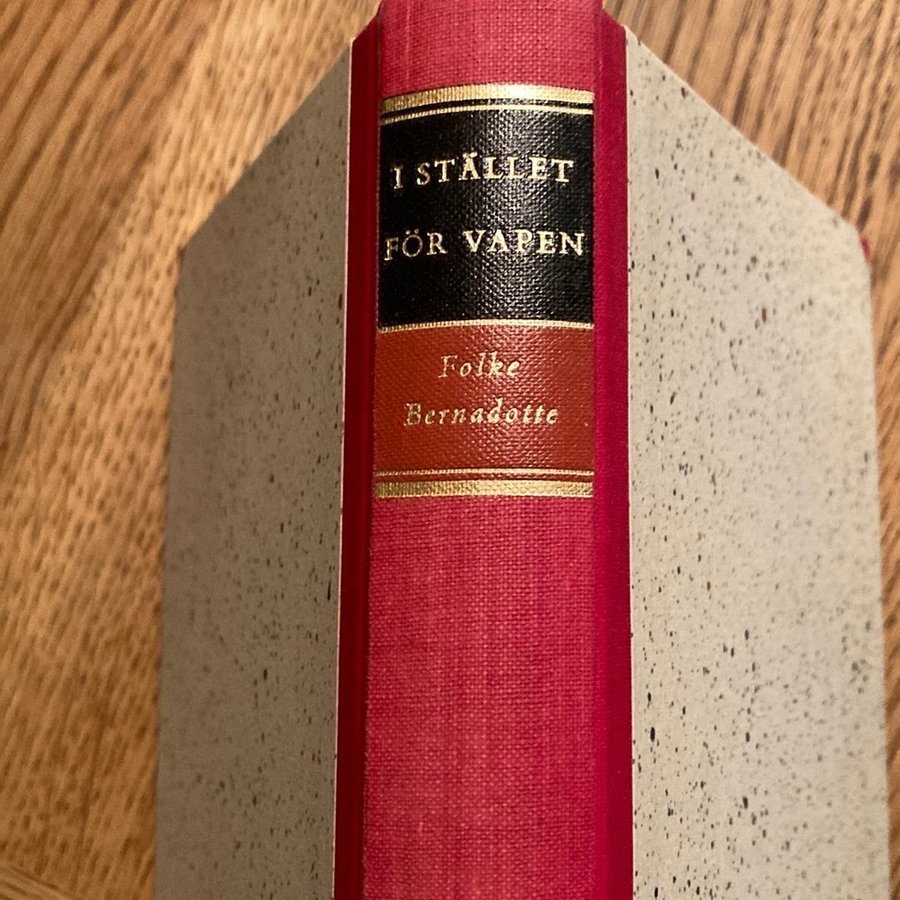 I STÄLLET
FÖR VAPEN
Folke
Bernadotte